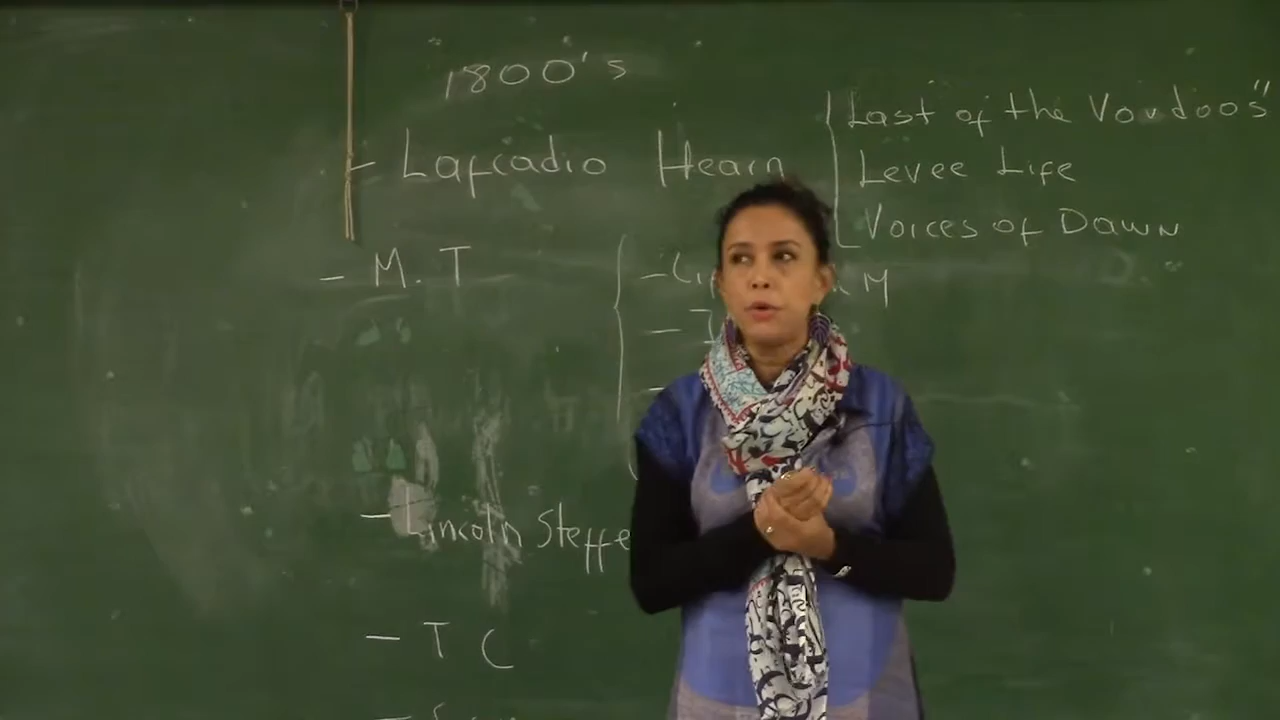 1800's
- Lafcadio Hearn
Last of the Voudoos"
Levee Life
Voices of Dawn
- M. T
M
- Lincoln Steffe
- T C